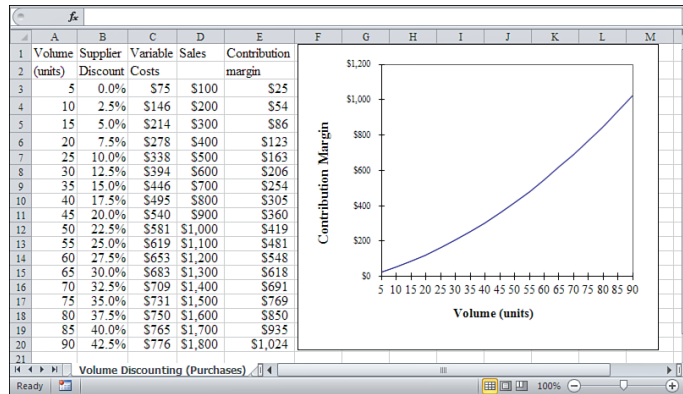 fx
A B C D E F G H I J K L M
1 Volume Supplier Variable Sales Contribution
2 (units) Discount Costs margin
3 5 0.0% $75 $100 $25
4 10 2.5% $146 $200 $54
5 15 5.0% $214 $300 $86
6 20 7.5% $278 $400 $123
7 25 10.0% $338 $500 $163
8 30 12.5% $394 $600 $206
9 35 15.0% $446 $700 $254
10 40 17.5% $495 $800 $305
11 45 20.0% $540 $900 $360
12 50 22.5% $581 $1,000 $419
13 55 25.0% $619 $1,100 $481
14 60 27.5% $653 $1,200 $548
15 65 30.0% $683 $1,300 $618
16 70 32.5% $709 $1,400 $691
17 75 35.0% $731 $1,500 $769
18 80 37.5% $750 $1,600 $850
19 85 40.0% $765 $1,700 $935
20 90 42.5% $776 $1,800 $1,024
21
$1,200
$1,000
$800
$600
$400
$200
$0
Contribution Margin
5 10 15 20 25 30 35 40 45 50 55 60 65 70 75 80 85 90
Volume (units)
Volume Discounting (Purchases)
Ready 100%